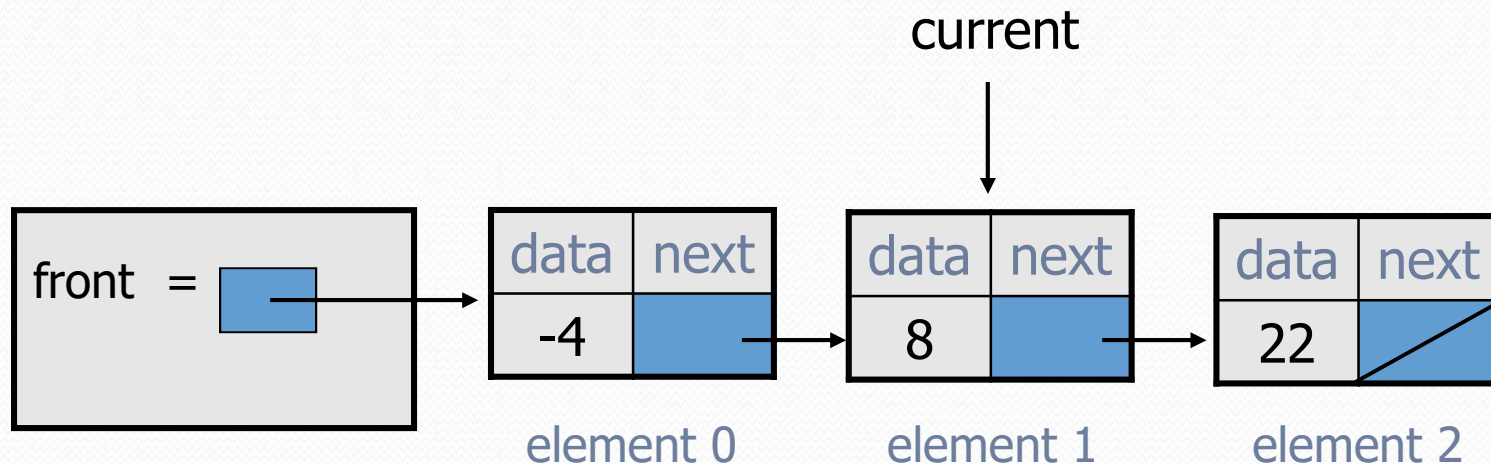 current
front =
data next
-4
element 0
data next
8
element 1
data next
22
element 2